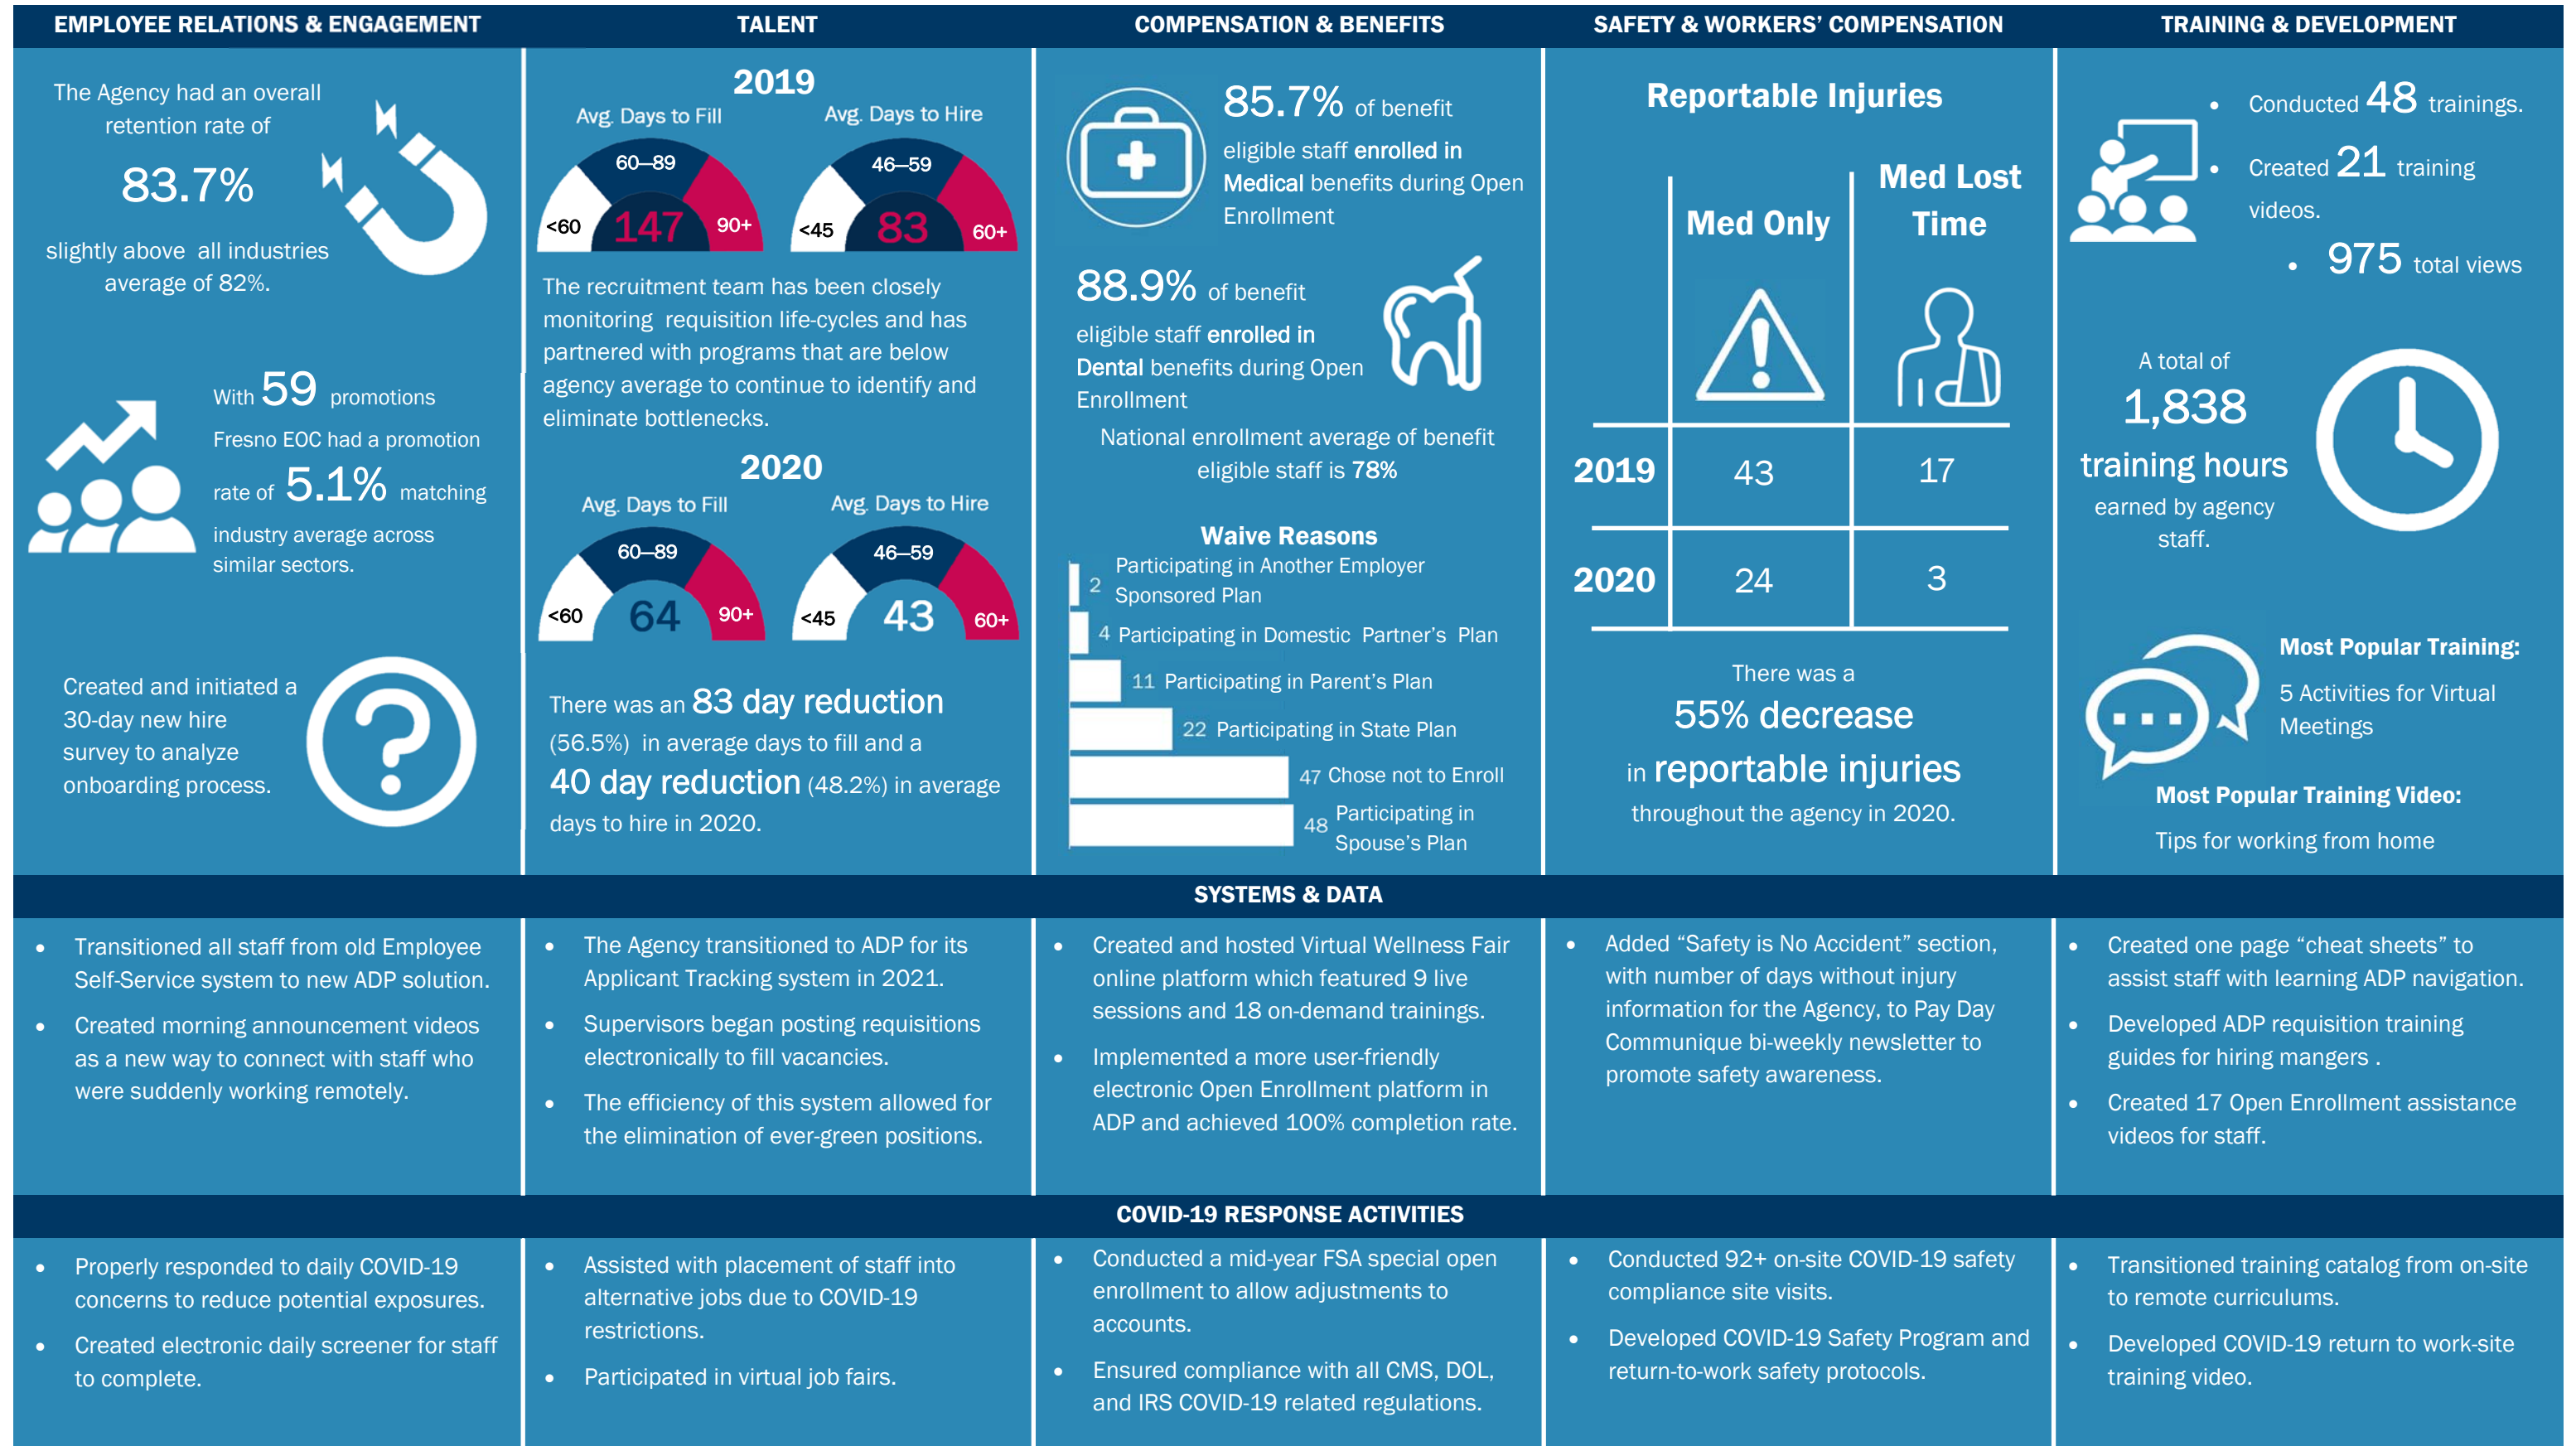 EMPLOYEE RELATIONS & ENGAGEMENT
The Agency had an overall
retention rate of
83.7%
slightly above all industries
average of 82%.
With 59 promotions
Fresno EOC had a promotion
rate of 5.1% matching
industry average across
similar sectors.
Created and initiated a
30-day new hire
survey to analyze
onboarding process.
TALENT
2019
Avg. Days to Fill
Avg. Days to Hire
60–89
<60
147
90+
46–59
<45
83
60+
The recruitment team has been closely
monitoring requisition life-cycles and has
partnered with programs that are below
agency average to continue to identify and
eliminate bottlenecks.
2020
Avg. Days to Fill
Avg. Days to Hire
60–89
<60
64
90+
46–59
<45
43
60+
There was an 83 day reduction
(56.5%) in average days to fill and a
40 day reduction (48.2%) in average
days to hire in 2020.
COMPENSATION & BENEFITS
85.7% of benefit
eligible staff enrolled in
Medical benefits during Open
Enrollment
88.9% of benefit
eligible staff enrolled in
Dental benefits during Open
Enrollment
National enrollment average of benefit
eligible staff is 78%
Waive Reasons
2 Participating in Another Employer
Sponsored Plan
4 Participating in Domestic Partner’s Plan
11 Participating in Parent’s Plan
22 Participating in State Plan
47 Chose not to Enroll
48 Participating in
Spouse’s Plan
SAFETY & WORKERS’ COMPENSATION
Reportable Injuries
Med Only
Med Lost
Time
2019 43 17
2020 24 3
There was a
55% decrease
in reportable injuries
throughout the agency in 2020.
TRAINING & DEVELOPMENT
• Conducted 48 trainings.
• Created 21 training
videos.
• 975 total views
A total of
1,838
training hours
earned by agency
staff.
Most Popular Training:
5 Activities for Virtual
Meetings
Most Popular Training Video:
Tips for working from home
SYSTEMS & DATA
• Transitioned all staff from old Employee
Self-Service system to new ADP solution.
• Created morning announcement videos
as a new way to connect with staff who
were suddenly working remotely.
• The Agency transitioned to ADP for its
Applicant Tracking system in 2021.
• Supervisors began posting requisitions
electronically to fill vacancies.
• The efficiency of this system allowed for
the elimination of ever-green positions.
• Created and hosted Virtual Wellness Fair
online platform which featured 9 live
sessions and 18 on-demand trainings.
• Implemented a more user-friendly
electronic Open Enrollment platform in
ADP and achieved 100% completion rate.
• Added “Safety is No Accident” section,
with number of days without injury
information for the Agency, to Pay Day
Communique bi-weekly newsletter to
promote safety awareness.
• Created one page “cheat sheets” to
assist staff with learning ADP navigation.
• Developed ADP requisition training
guides for hiring mangers .
• Created 17 Open Enrollment assistance
videos for staff.
COVID-19 RESPONSE ACTIVITIES
• Properly responded to daily COVID-19
concerns to reduce potential exposures.
• Created electronic daily screener for staff
to complete.
• Assisted with placement of staff into
alternative jobs due to COVID-19
restrictions.
• Participated in virtual job fairs.
• Conducted a mid-year FSA special open
enrollment to allow adjustments to
accounts.
• Ensured compliance with all CMS, DOL,
and IRS COVID-19 related regulations.
• Conducted 92+ on-site COVID-19 safety
compliance site visits.
• Developed COVID-19 Safety Program and
return-to-work safety protocols.
• Transitioned training catalog from on-site
to remote curriculums.
• Developed COVID-19 return to work-site
training video.